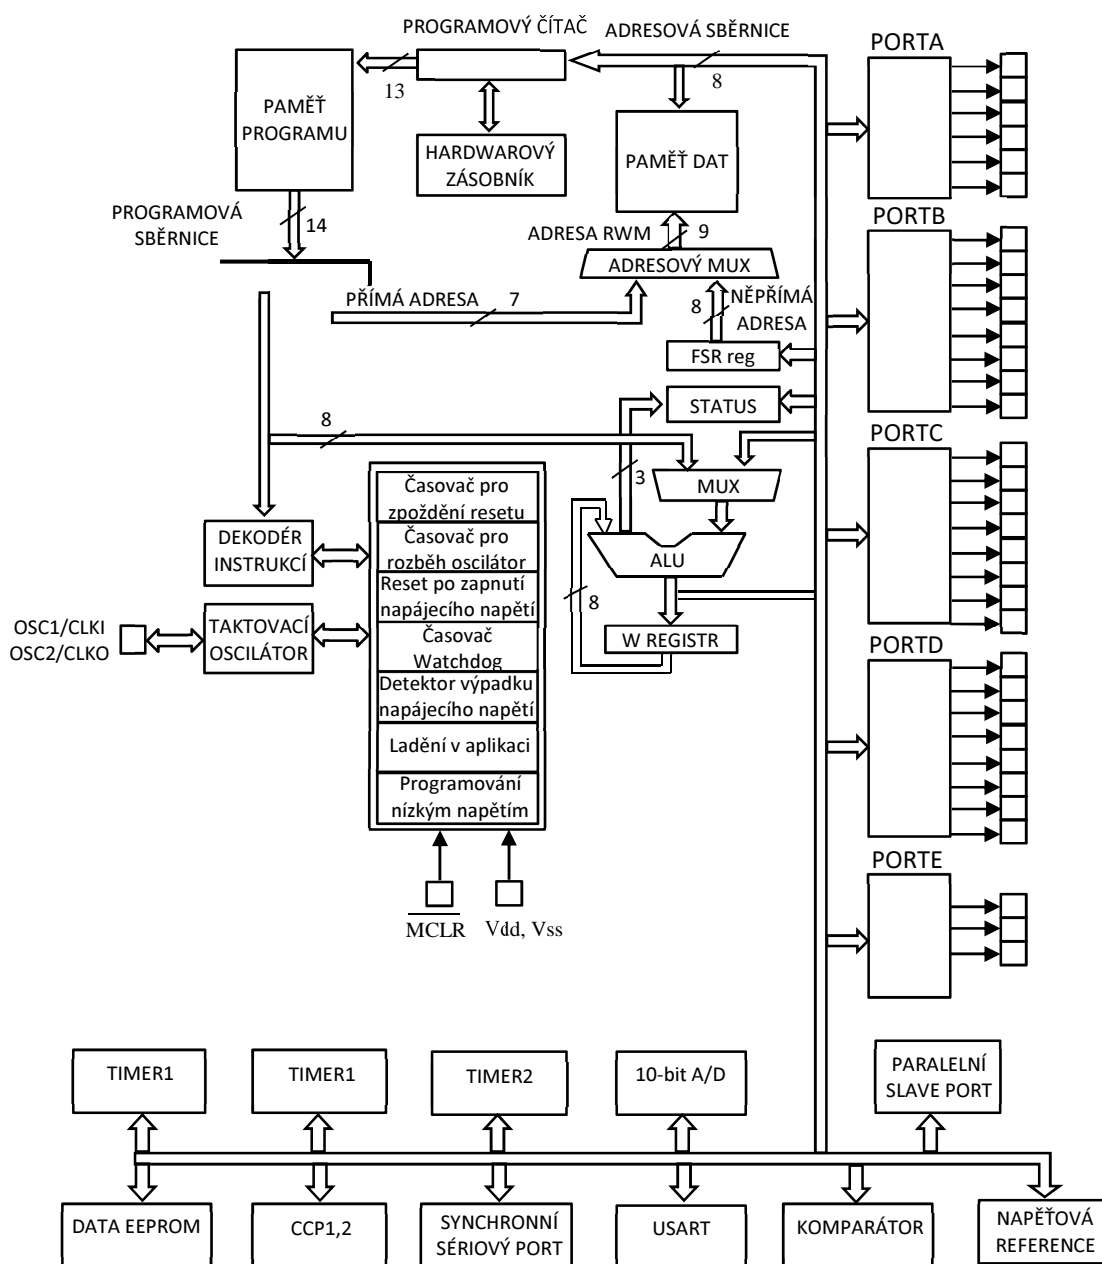 PROGRAMOVÝ ČÍTAČ
ADRESOVÁ SBĚRNICE
PORTA
13
8
PAMĚŤ
PROGRAMU
HARDWAROVÝ
ZÁSOBNÍK
PAMĚŤ DAT
PROGRAMOVÁ
SBĚRNICE
14
PORTB
ADRESA RWM
9
ADRESOVÝ MUX
PŘÍMÁ ADRESA
7
8
NĚPŘÍMÁ
ADRESA
FSR reg
STATUS
8
PORTC
3
MUX
Časovač pro
zpoždění resetu
DEKODÉR
INSTRUKCÍ
Časovač pro
rozběh oscilátor
ALU
Reset po zapnutí
napájecího napětí
8
OSC1/CLKI
OSC2/CLKO
TAKTOVACÍ
OSCILÁTOR
Časovač
Watchdog
W REGISTR
PORTD
Detektor výpadku
napájecího napětí
Ladění v aplikaci
Programování
nízkým napětím
PORTE
MCLR
Vdd, Vss
TIMER1
TIMER1
TIMER2
10-bit A/D
PARALELNÍ
SLAVE PORT
DATA EEPROM
CCP1,2
SYNCHRONNÍ
SÉRIOVÝ PORT
USART
KOMPARÁTOR
NAPĚŤOVÁ
REFERENCE